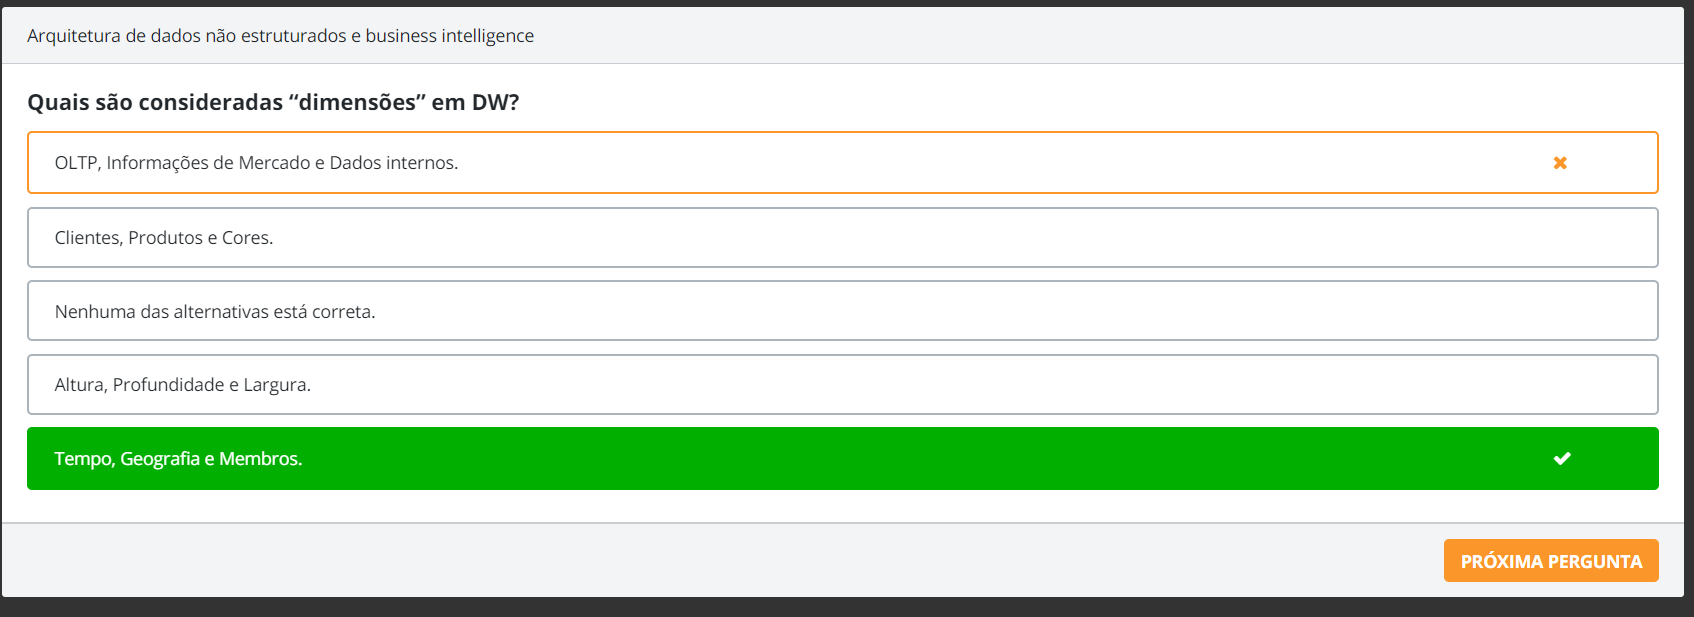 Arquitetura de dados não estruturados e business intelligence
Quais são consideradas “dimensões” em DW?
OLTP, Informações de Mercado e Dados internos.
Clientes, Produtos e Cores.
Nenhuma das alternativas está correta.
Altura, Profundidade e Largura.
Tempo, Geografia e Membros.
PRÓXIMA PERGUNTA